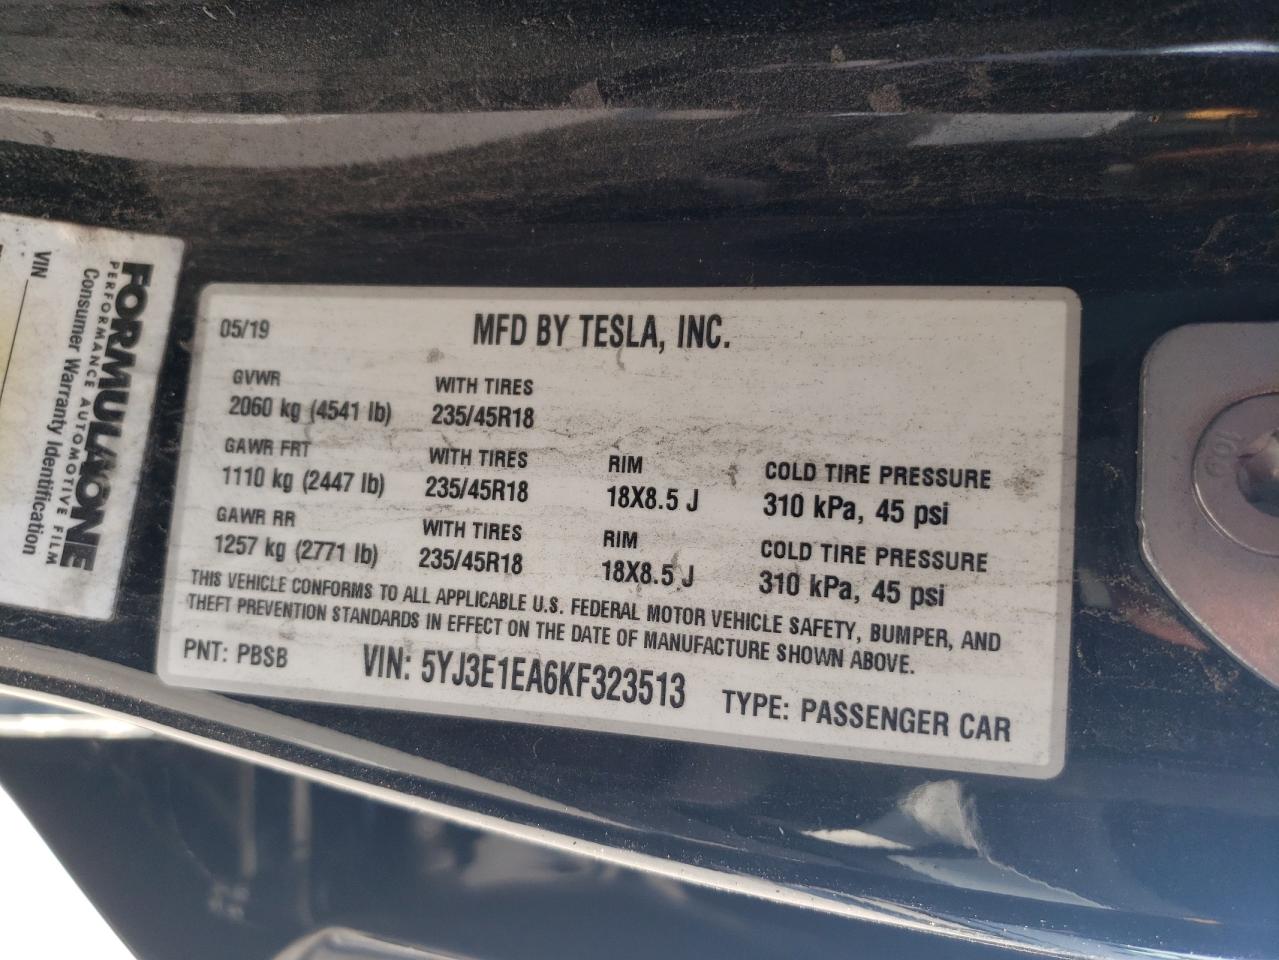 05/19
MFD BY TESLA, INC.
GVWR
WITH TIRES
2060 kg (4541 lb)
235/45R18
GAWR FRT
WITH TIRES
RIM
COLD TIRE PRESSURE
1110 kg (2447 lb)
235/45R18
18X8.5 J
310 kPa, 45 psi
GAWR RR
WITH TIRES
RIM
COLD TIRE PRESSURE
1257 kg (2771 lb)
235/45R18
18X8.5 J
310 kPa, 45 psi
THIS VEHICLE CONFORMS TO ALL APPLICABLE U.S. FEDERAL MOTOR VEHICLE SAFETY, BUMPER, AND
THEFT PREVENTION STANDARDS IN EFFECT ON THE DATE OF MANUFACTURE SHOWN ABOVE.
PNT: PBSB
VIN: 5YJ3E1EA6KF323513
TYPE: PASSENGER CAR
FORMULAONE
PERFORMANCE AUTOMOTIVE FILM
Consumer Warranty Identification
VIN